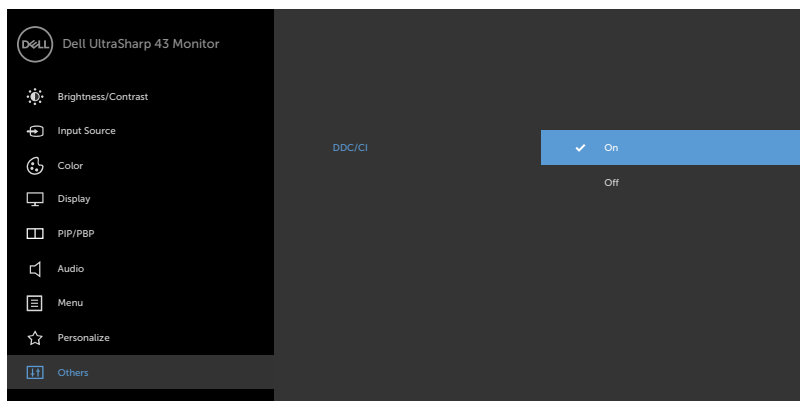 DELL Dell UltraSharp 43 Monitor
Brightness/Contrast
Input Source
Color
Display
PIP/PBP
Audio
Menu
Personalize
Others
DDC/CI
On
Off